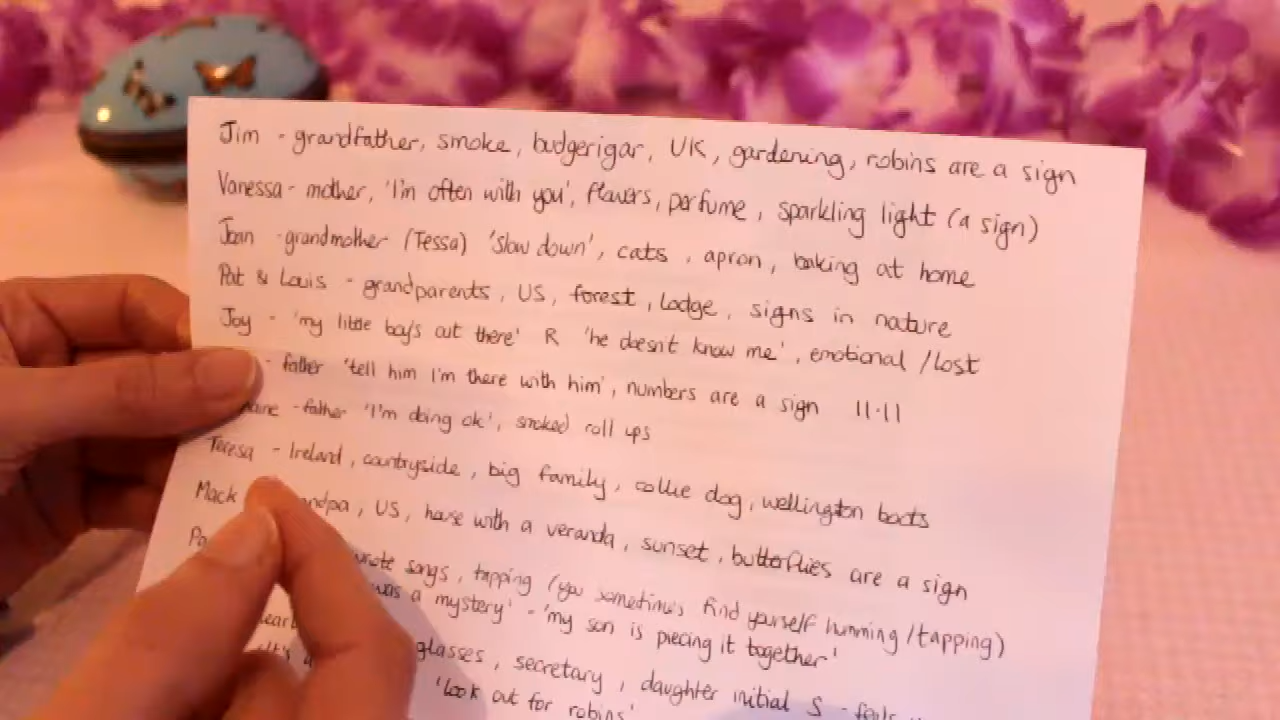 Jim - grandfather, smoke, budgerigar, UK, gardening, robins are a sign
Vanessa - mother, 'I'm often with you', flowers, perfume, sparkling light (a sign)
Joan - grandmother (Tessa) 'slow down', cats, apron, baking at home
Pat & Louis - grandparents, US, forest, lodge, signs in nature
Joy - 'my little boy's out there' R 'he doesn't know me', emotional /lost
- father 'tell him I'm there with him', numbers are a sign 11.11
- father 'I'm doing ok', smoked roll ups
Teresa - Ireland, countryside, big family, collie dog, wellington boots
Mack US, house with a veranda, sunset, butterflies are a sign
wrote songs, tapping (you sometimes find yourself humming /tapping)
was a mystery' - 'my son is piecing it together'
glasses, secretary, daughter initial S -
'look out for robins'